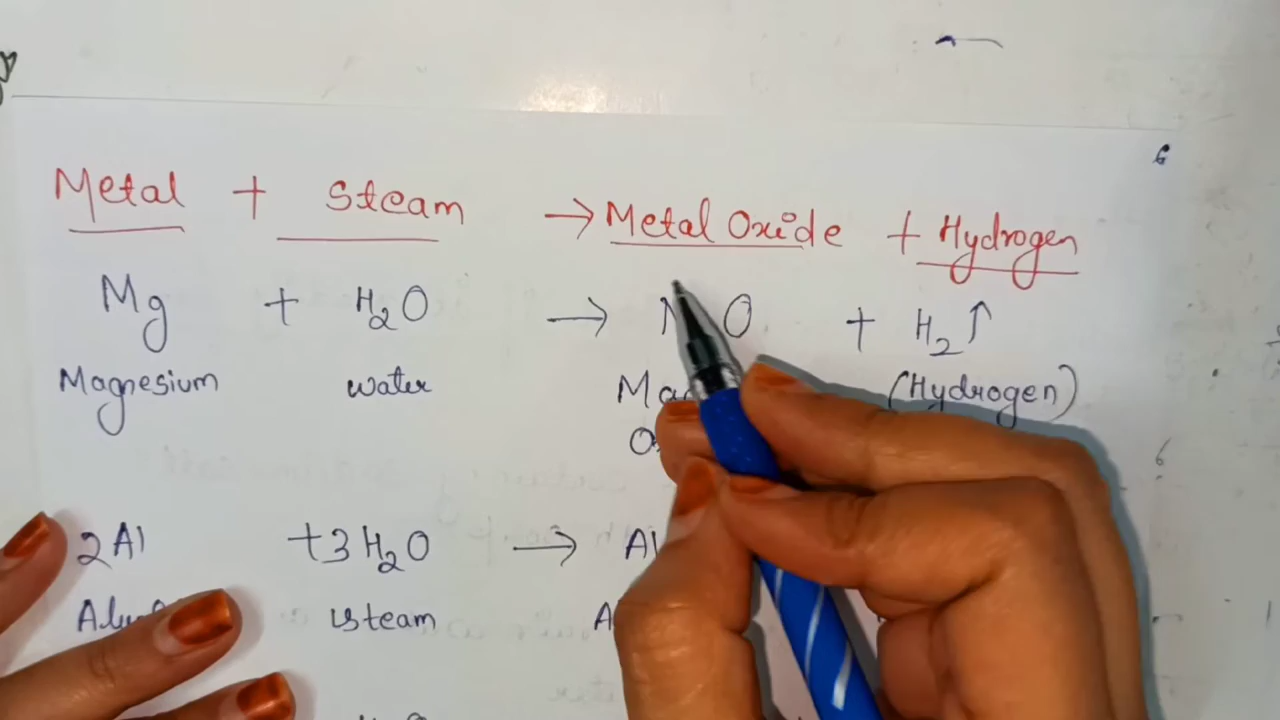 Metal + Steam → Metal Oxide + Hydrogen
Mg + H₂O → O + H₂↑
Magnesium water (Hydrogen)
2Al +3H₂O → Al
steam